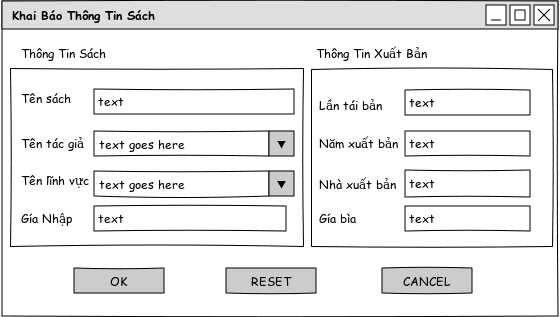 Khai Báo Thông Tin Sách
Thông Tin Sách
Tên sách text
Tên tác giả text goes here
Tên lĩnh vực text goes here
Gía Nhập text
Thông Tin Xuất Bản
Lần tái bản text
Năm xuất bản text
Nhà xuất bản text
Gía bìa text
OK RESET CANCEL